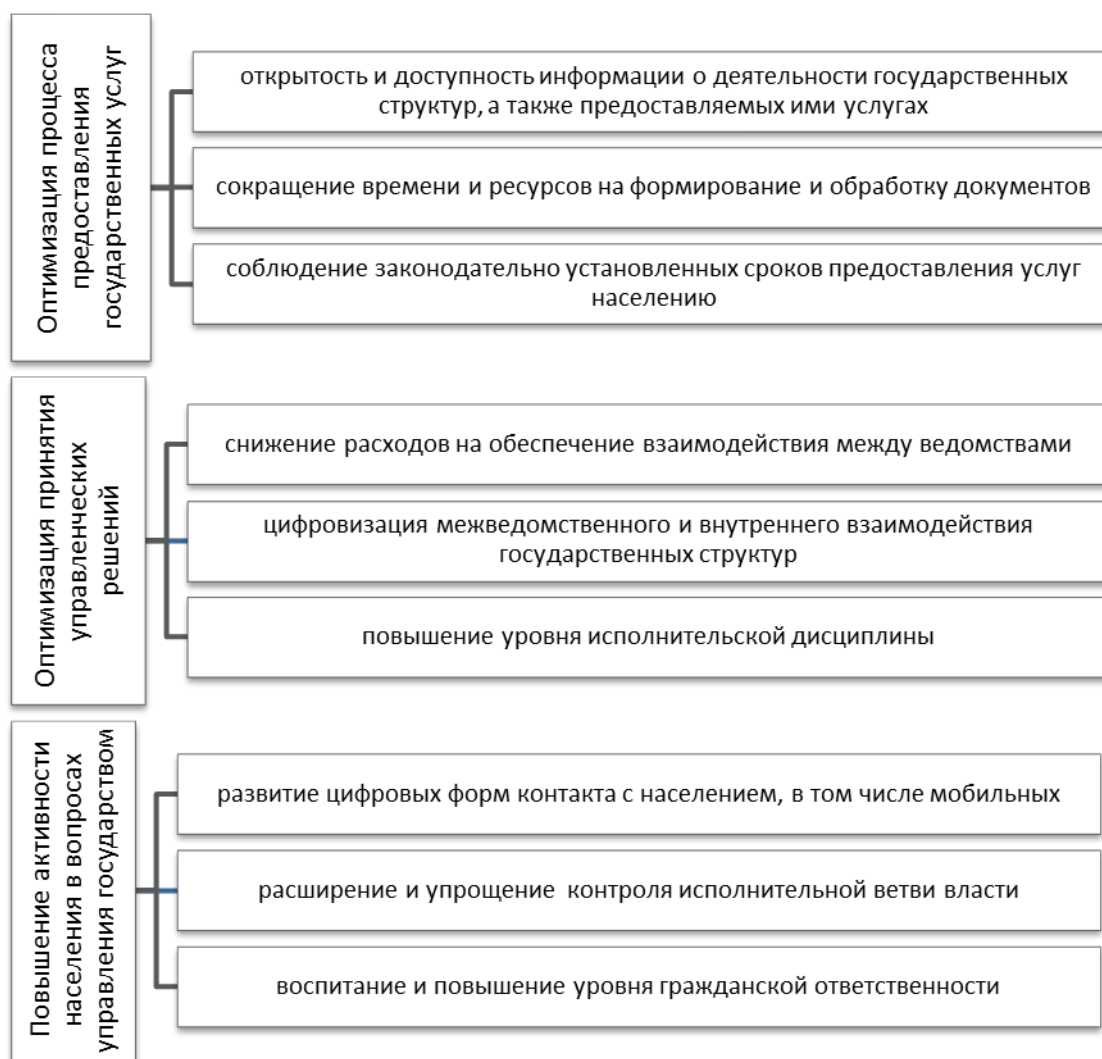 Оптимизация процесса
предоставления
государственных услуг
открытость и доступность информации о деятельности государственных
структур, а также предоставляемых ими услугах
сокращение времени и ресурсов на формирование и обработку документов
соблюдение законодательно установленных сроков предоставления услуг
населению
Оптимизация принятия
управленческих
решений
снижение расходов на обеспечение взаимодействия между ведомствами
цифровизация межведомственного и внутреннего взаимодействия
государственных структур
повышение уровня исполнительской дисциплины
Повышение активности
населения в вопросах
управления государством
развитие цифровых форм контакта с населением, в том числе мобильных
расширение и упрощение контроля исполнительной ветви власти
воспитание и повышение уровня гражданской ответственности